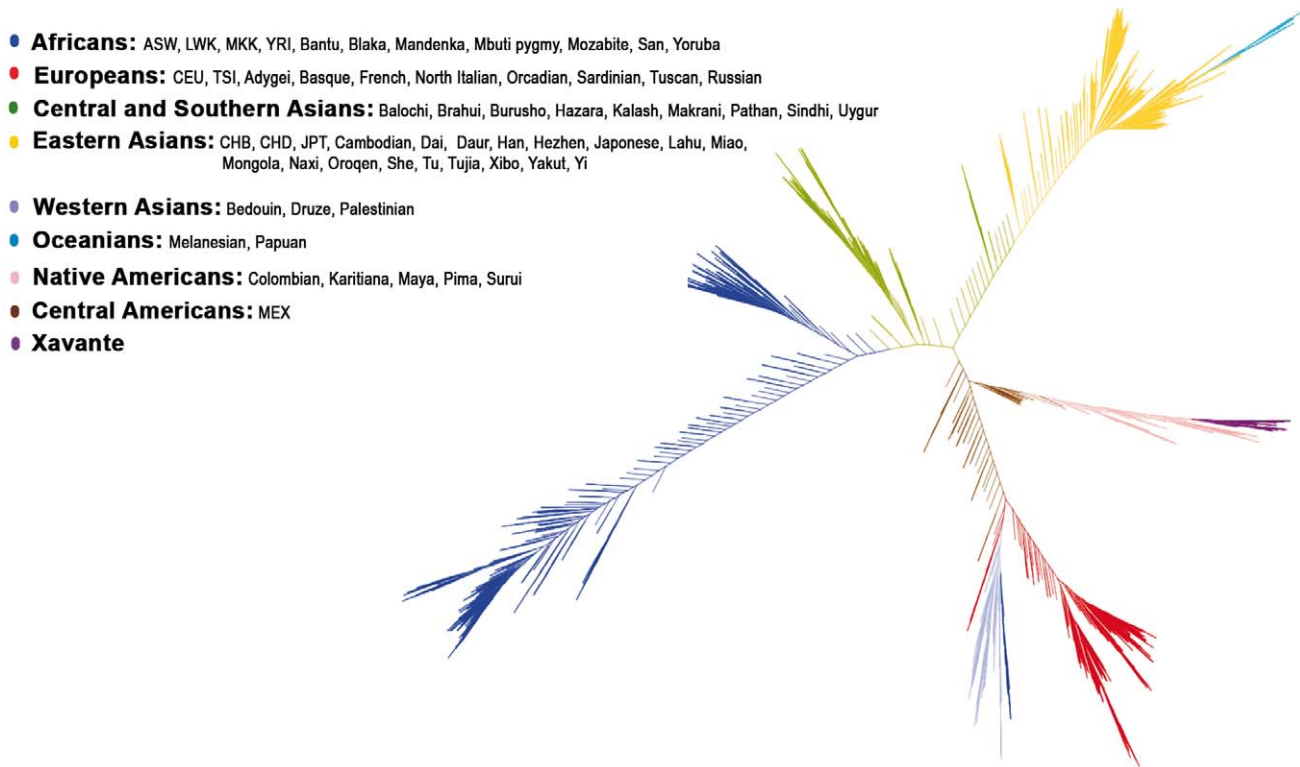 Africans: ASW, LWK, MKK, YRI, Bantu, Blaka, Mandenka, Mbuti pygmy, Mozabite, San, Yoruba
Europeans: CEU, TSI, Adygei, Basque, French, North Italian, Orcadian, Sardinian, Tuscan, Russian
Central and Southern Asians: Balochi, Brahui, Burusho, Hazara, Kalash, Makrani, Pathan, Sindhi, Uygur
Eastern Asians: CHB, CHD, JPT, Cambodian, Dai, Daur, Han, Hezhen, Japonese, Lahu, Miao,
Mongola, Naxi, Oroqen, She, Tu, Tujia, Xibo, Yakut, Yi
Western Asians: Bedouin, Druze, Palestinian
Oceanians: Melanesian, Papuan
Native Americans: Colombian, Karitiana, Maya, Pima, Surui
Central Americans: MEX
Xavante